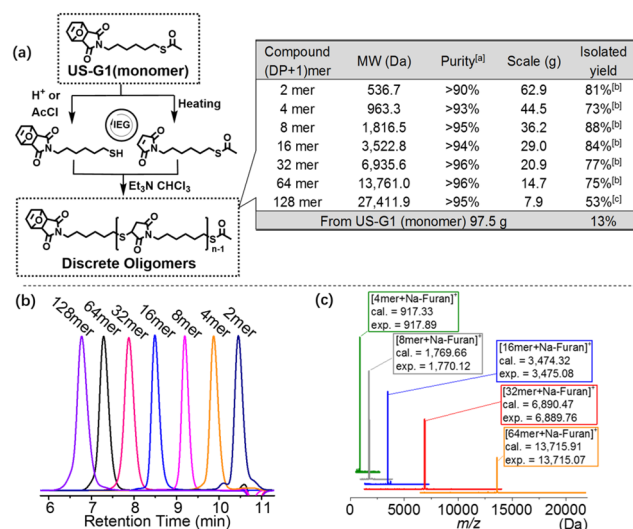 (a)
US-G1(monomer)
H⁺ or
AcCl
IEG
Heating
Et₃N CHCl₃
n-1
Discrete Oligomers
Compound (DP+1)mer MW (Da) Purity[a] Scale (g) Isolated yield
2 mer 536.7 >90% 62.9 81%[b]
4 mer 963.3 >93% 44.5 73%[b]
8 mer 1,816.5 >95% 36.2 88%[b]
16 mer 3,522.8 >94% 29.0 84%[b]
32 mer 6,935.6 >96% 20.9 77%[b]
64 mer 13,761.0 >96% 14.7 75%[b]
128 mer 27,411.9 >95% 7.9 53%[c]
From US-G1 (monomer) 97.5 g 13%
(b)
128mer 64mer 32mer 16mer 8mer 4mer 2mer
6 7 8 9 10 11
Retention Time (min)
(c)
[4mer+Na-Furan]⁺
cal. = 917.33
exp. = 917.89
[8mer+Na-Furan]⁺
cal. = 1,769.66
exp. = 1,770.12
[16mer+Na-Furan]⁺
cal. = 3,474.32
exp. = 3,475.08
[32mer+Na-Furan]⁺
cal. = 6,890.47
exp. = 6,889.76
[64mer+Na-Furan]⁺
cal. = 13,715.91
exp. = 13,715.07
0 5000 10000 15000 20000
m/z (Da)